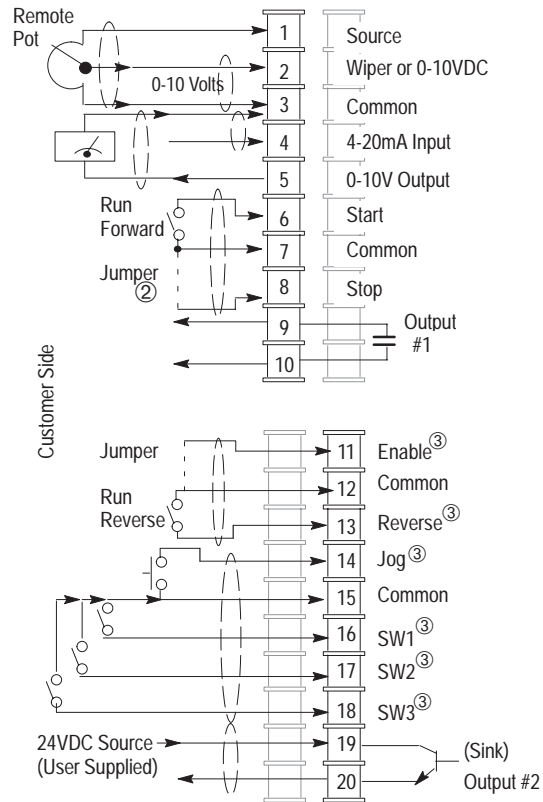 Remote
Pot
1 Source
0-10 Volts 2 Wiper or 0-10VDC
3 Common
4 4-20mA Input
5 0-10V Output
Run
Forward
6 Start
7 Common
Jumper
②
8 Stop
9 Output
#1
10
Customer Side
Jumper 11 Enable③
12 Common
Run
Reverse
13 Reverse③
14 Jog③
15 Common
16 SW1③
17 SW2③
18 SW3③
24VDC Source
(User Supplied)
19 (Sink)
20 Output #2